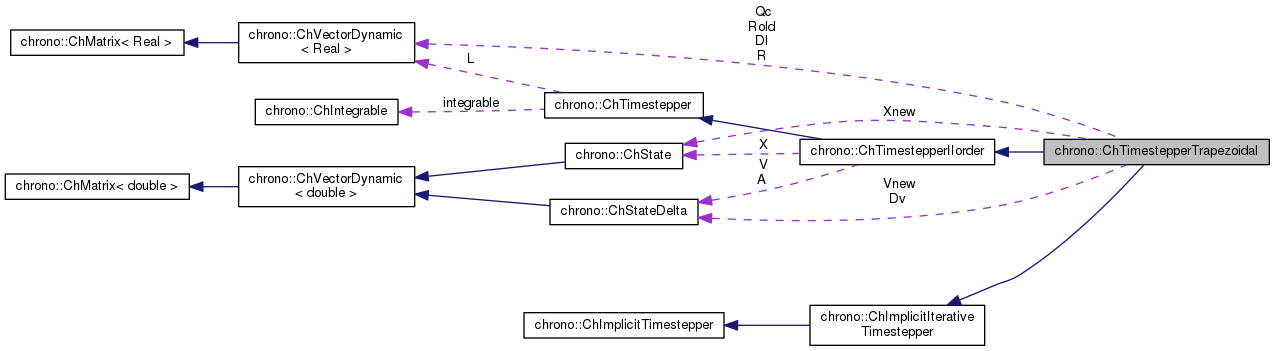 Qc
Rold
Dl
R
chrono::ChMatrix< Real >
chrono::ChVectorDynamic
< Real >
L
integrable
chrono::ChTimestepper
chrono::ChIntegrable
Xnew
chrono::ChState
X
chrono::ChTimestepperIIorder
chrono::ChTimestepperTrapezoidal
V
A
chrono::ChMatrix< double >
chrono::ChVectorDynamic
< double >
Vnew
Dv
chrono::ChStateDelta
chrono::ChImplicitTimestepper
chrono::ChImplicitIterative
Timestepper